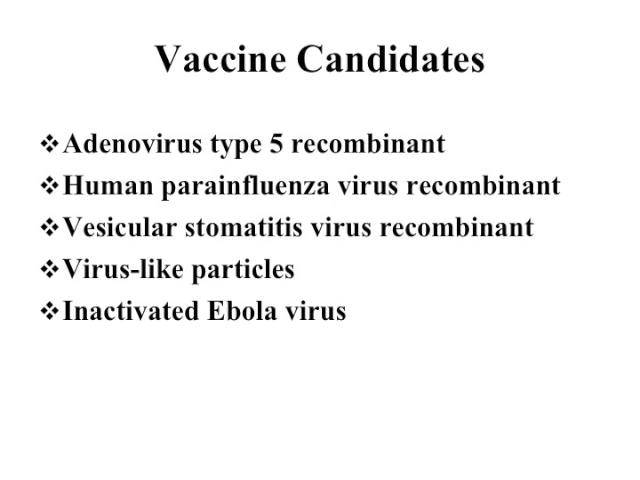 Vaccine Candidates
❖Adenovirus type 5 recombinant
❖Human parainfluenza virus recombinant
❖Vesicular stomatitis virus recombinant
❖Virus-like particles
❖Inactivated Ebola virus